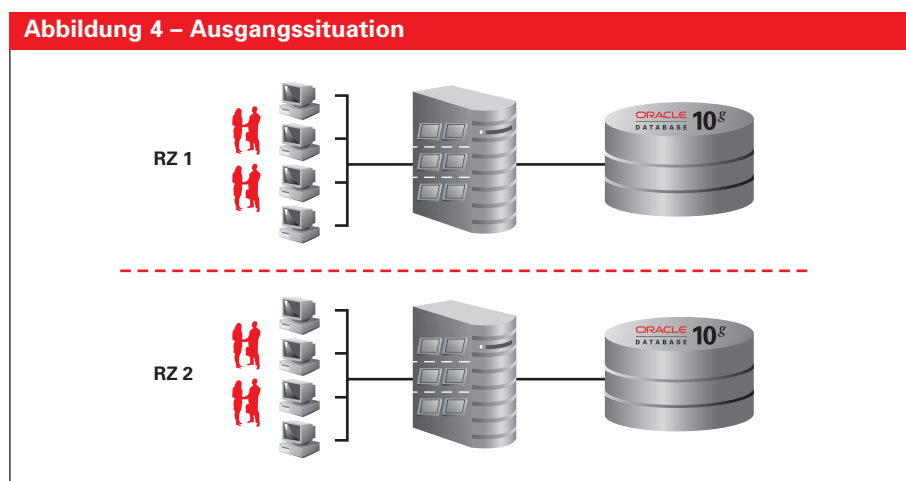 Abbildung 4 – Ausgangssituation
RZ 1
ORACLE
DATABASE 10g
RZ 2
ORACLE
DATABASE 10g